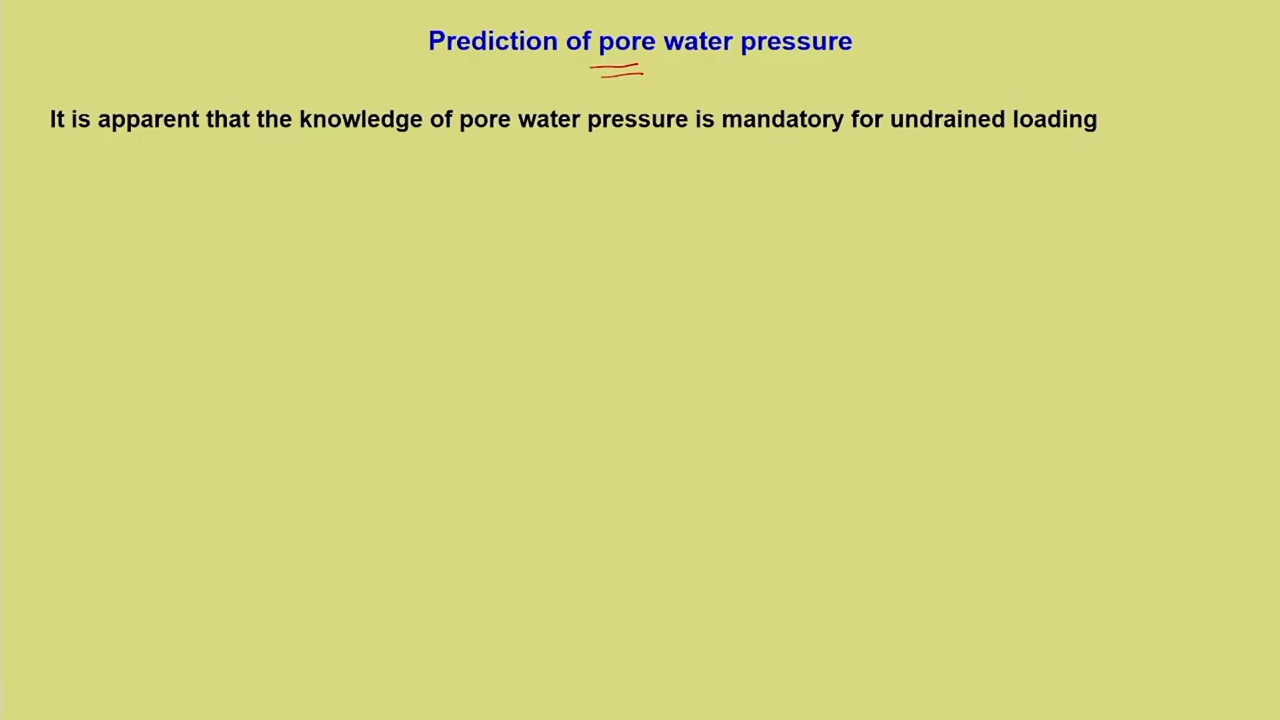 Prediction of pore water pressure
It is apparent that the knowledge of pore water pressure is mandatory for undrained loading